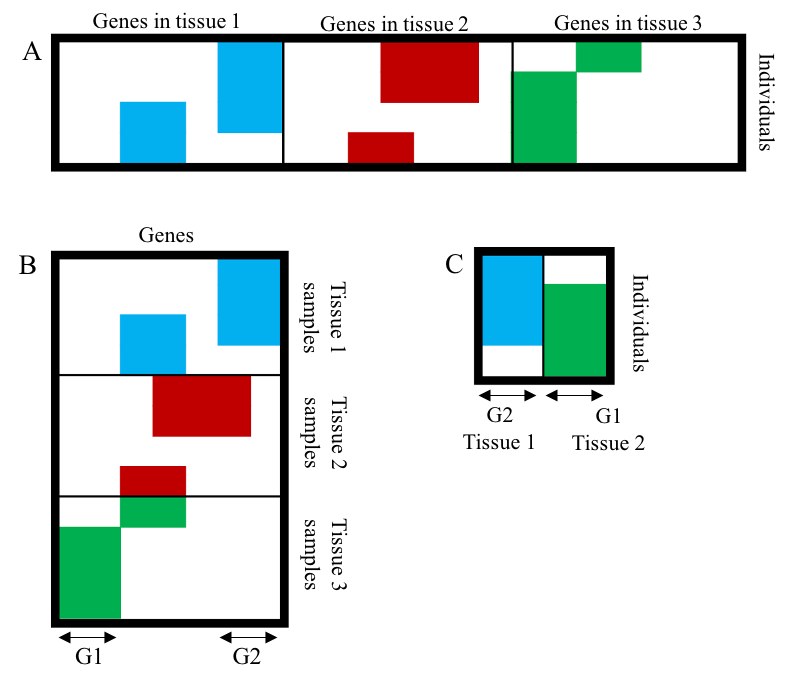 Genes in tissue 1
Genes in tissue 2
Genes in tissue 3
A
Individuals
Genes
B
Tissue 1
samples
Tissue 2
samples
Tissue 3
samples
G1
G2
C
Individuals
G2
G1
Tissue 1
Tissue 2